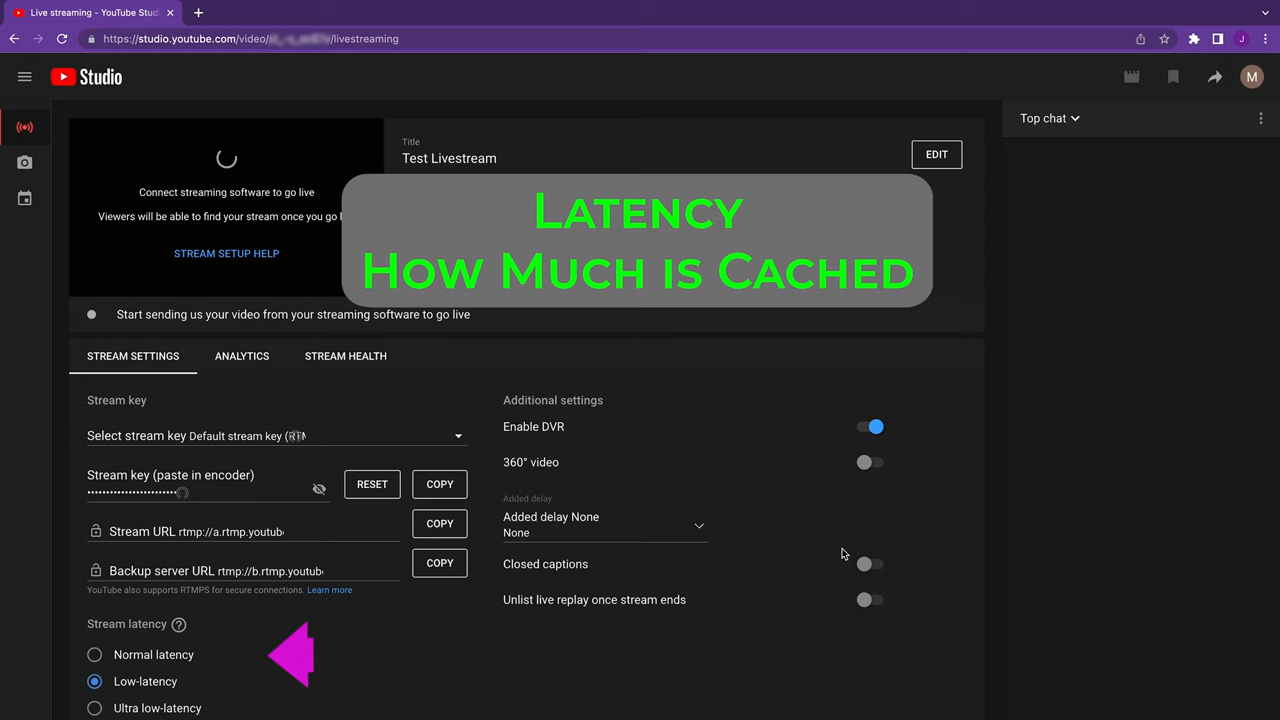 Live streaming - YouTube Studi
https://studio.youtube.com/video/
/livestreaming
J
Studio
M
Top chat
Title
Test Livestream
EDIT
Connect streaming software to go live
Viewers will be able to find your stream once you go l
STREAM SETUP HELP
Latency
How Much is Cached
Start sending us your video from your streaming software to go live
STREAM SETTINGS
ANALYTICS
STREAM HEALTH
Stream key
Select stream key Default stream key (RTM
Stream key (paste in encoder)
RESET
COPY
Stream URL rtmp://a.rtmp.youtube
COPY
Backup server URL rtmp://b.rtmp.youtube
COPY
YouTube also supports RTMPS for secure connections. Learn more
Stream latency
Normal latency
Low-latency
Ultra low-latency
Additional settings
Enable DVR
360° video
Added delay
Added delay None
None
Closed captions
Unlist live replay once stream ends